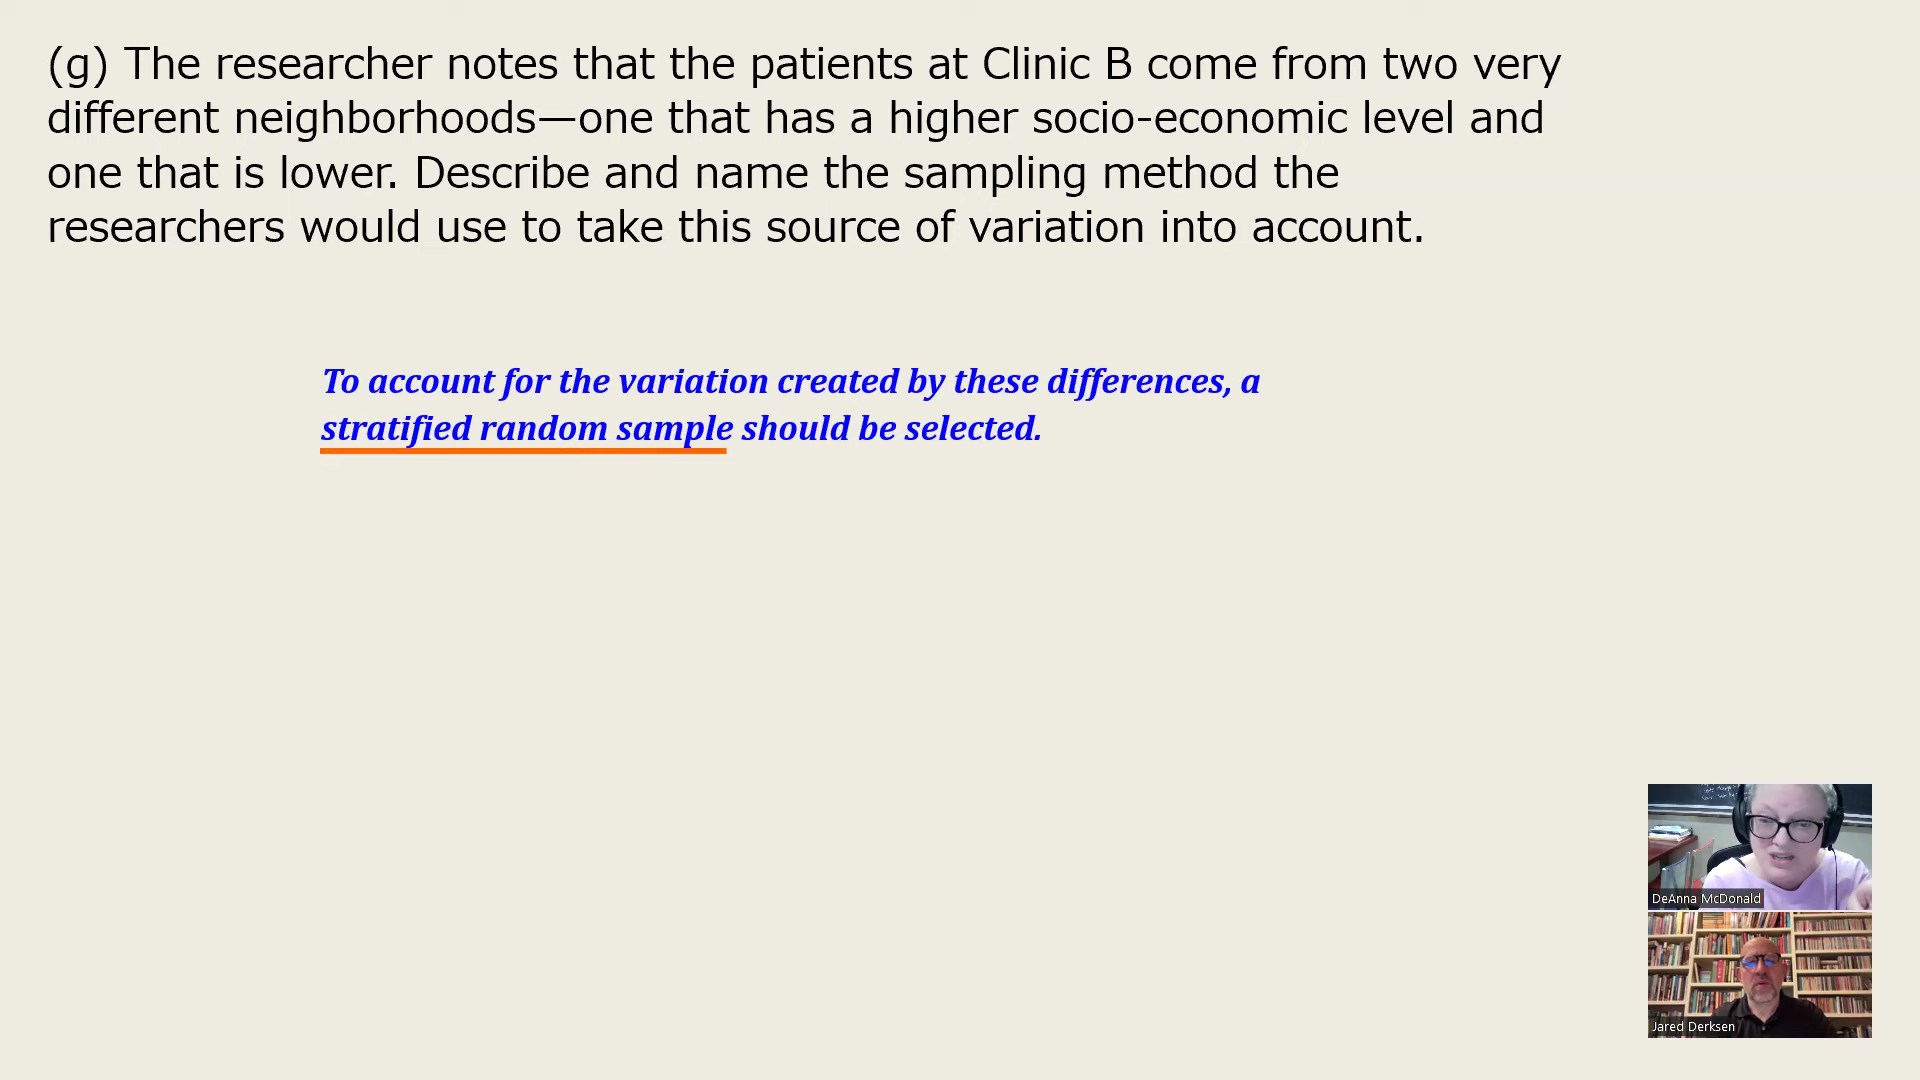 (g) The researcher notes that the patients at Clinic B come from two very
different neighborhoods—one that has a higher socio-economic level and
one that is lower. Describe and name the sampling method the
researchers would use to take this source of variation into account.
To account for the variation created by these differences, a
stratified random sample should be selected.
DeAnna McDonald
Jared Derksen